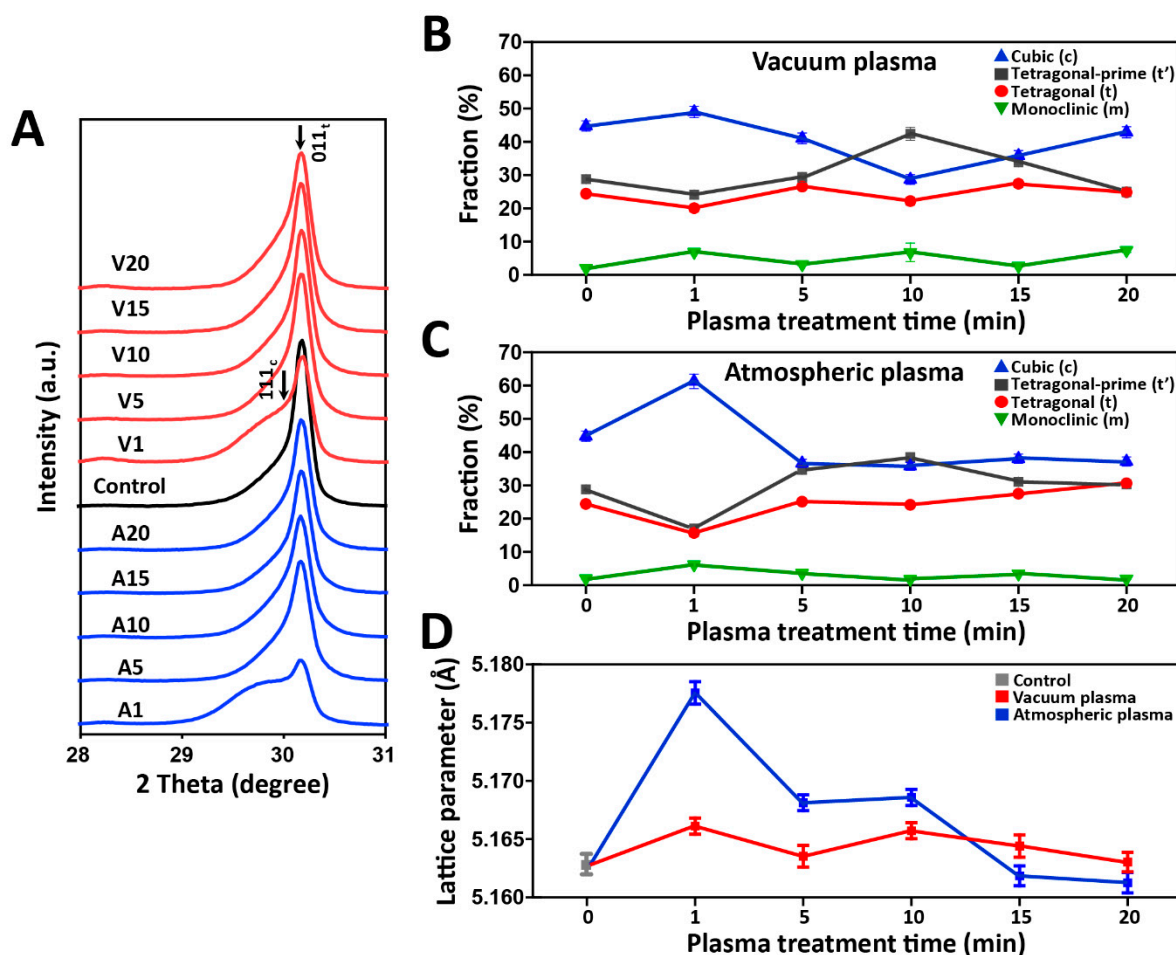 A
Intensity (a.u.)
011t
V20
V15
V10
111c
V5
V1
Control
A20
A15
A10
A5
A1
28 29 30 31
2 Theta (degree)
B
Vacuum plasma
Cubic (c)
Tetragonal-prime (t’)
Tetragonal (t)
Monoclinic (m)
Fraction (%)
70
60
50
40
30
20
10
0
0 1 5 10 15 20
Plasma treatment time (min)
C
Atmospheric plasma
Cubic (c)
Tetragonal-prime (t’)
Tetragonal (t)
Monoclinic (m)
Fraction (%)
70
60
50
40
30
20
10
0
0 1 5 10 15 20
Plasma treatment time (min)
D
Control
Vacuum plasma
Atmospheric plasma
Lattice parameter (Å)
5.180
5.175
5.170
5.165
5.160
0 1 5 10 15 20
Plasma treatment time (min)